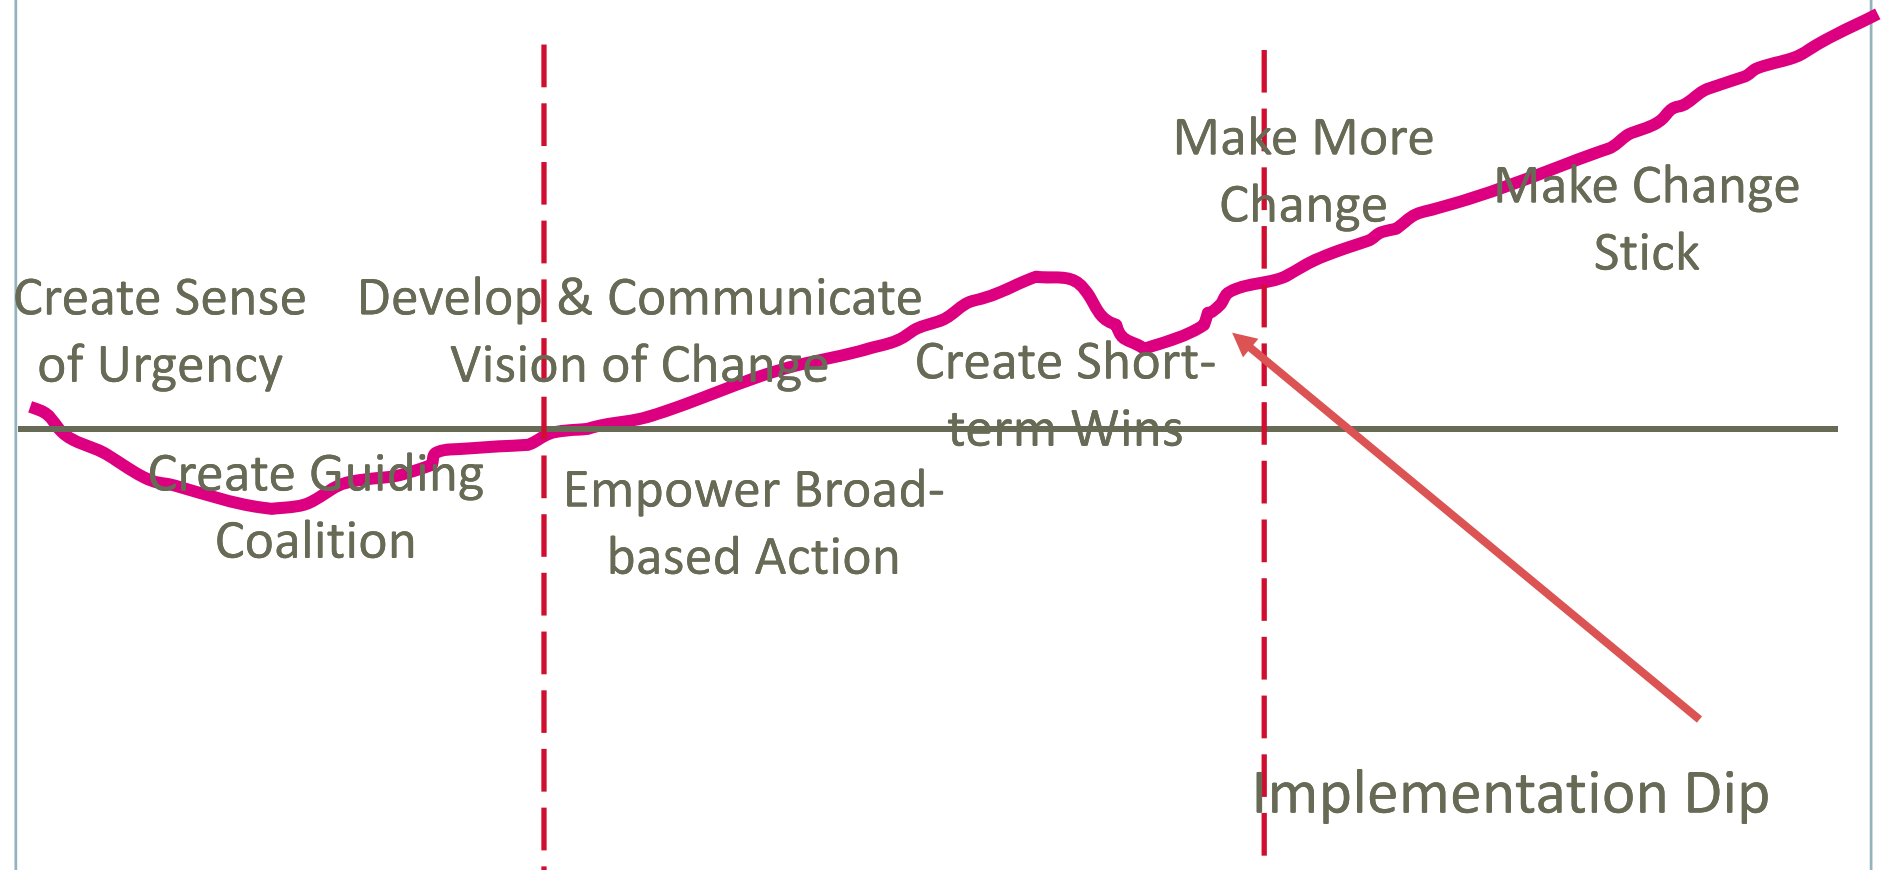 Create Sense
of Urgency
Create Guiding
Coalition
Develop & Communicate
Vision of Change
Empower Broad-
based Action
Create Short-
term Wins
Make More
Change
Make Change
Stick
Implementation Dip